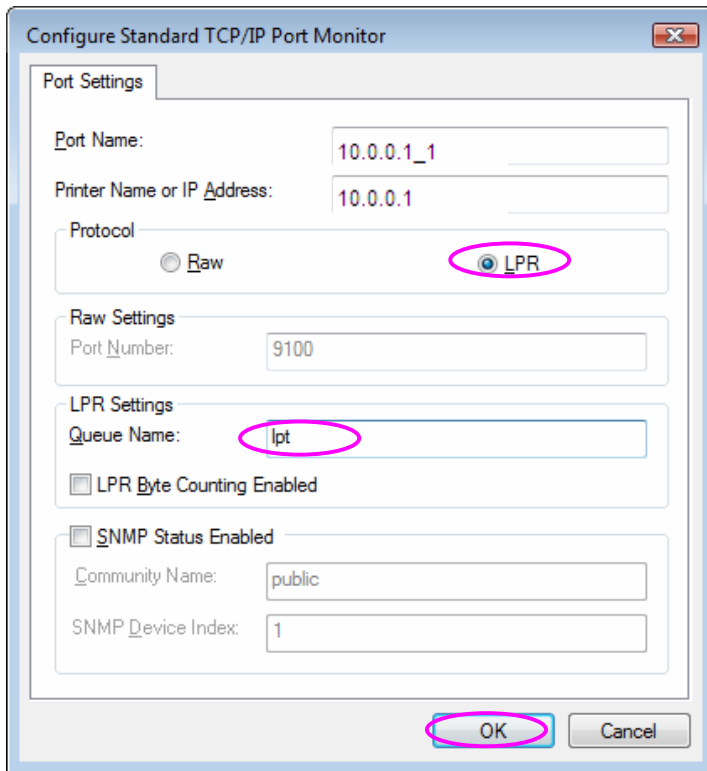 Configure Standard TCP/IP Port Monitor
Port Settings
Port Name: 10.0.0.1_1
Printer Name or IP Address: 10.0.0.1
Protocol
Raw LPR
Raw Settings
Port Number: 9100
LPR Settings
Queue Name: lpt
LPR Byte Counting Enabled
SNMP Status Enabled
Community Name: public
SNMP Device Index: 1
OK Cancel